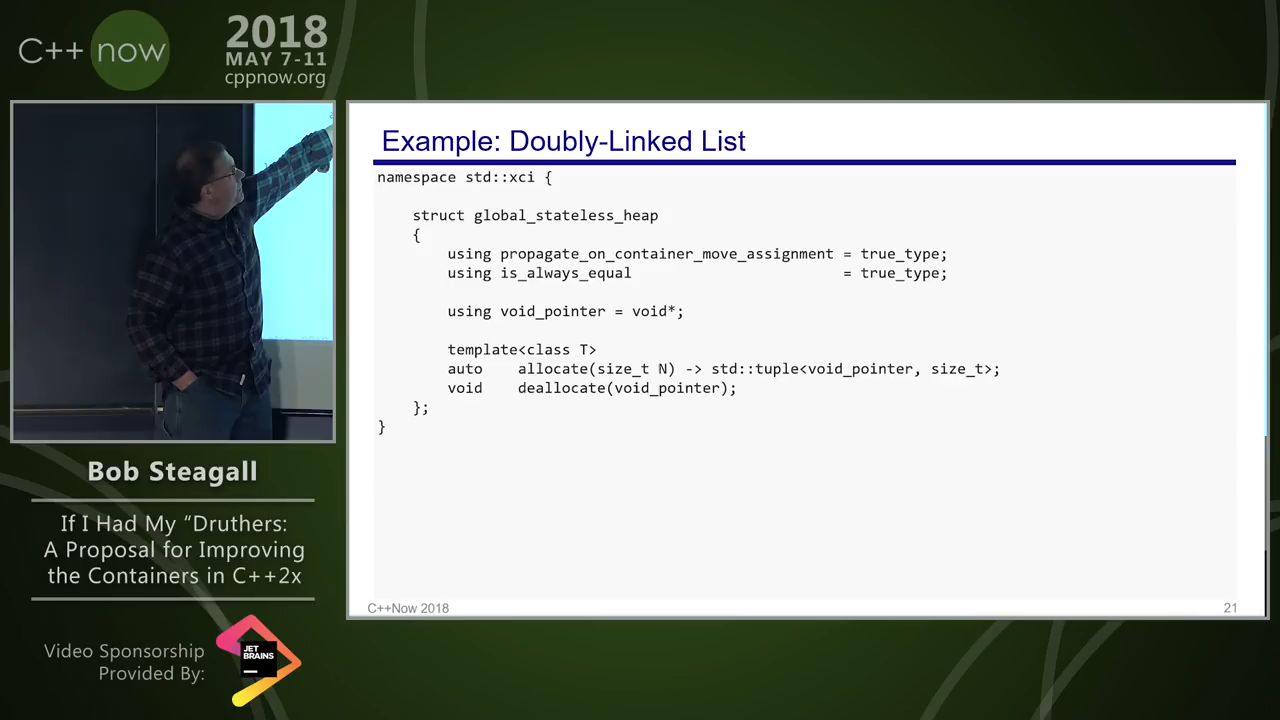 C++ now
2018
MAY 7-11
cppnow.org
Example: Doubly-Linked List
namespace std::xci {
struct global_stateless_heap
{
using propagate_on_container_move_assignment = true_type;
using is_always_equal = true_type;
using void_pointer = void*;
template<class T>
auto allocate(size_t N) -> std::tuple<void_pointer, size_t>;
void deallocate(void_pointer);
};
}
C++Now 2018
21
Bob Steagall
If I Had My “Druthers:
A Proposal for Improving
the Containers in C++2x
Video Sponsorship
Provided By:
JET
BRAINS